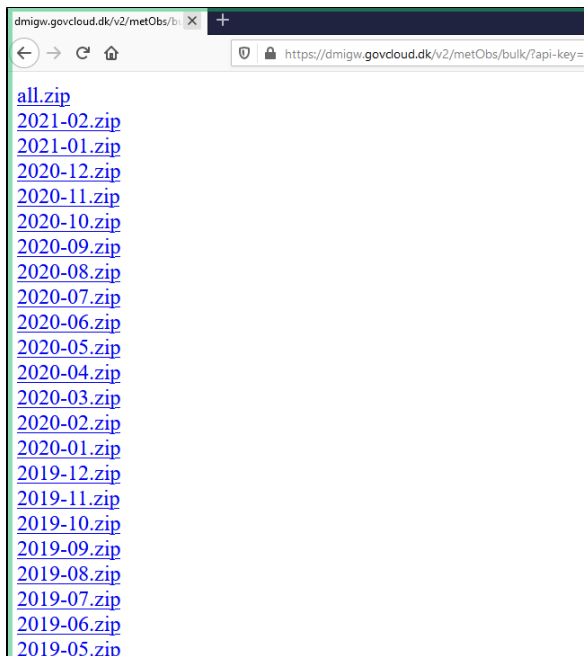 dmigw.govcloud.dk/v2/metObs/b
https://dmigw.govcloud.dk/v2/metObs/bulk/?api-key=
all.zip
2021-02.zip
2021-01.zip
2020-12.zip
2020-11.zip
2020-10.zip
2020-09.zip
2020-08.zip
2020-07.zip
2020-06.zip
2020-05.zip
2020-04.zip
2020-03.zip
2020-02.zip
2020-01.zip
2019-12.zip
2019-11.zip
2019-10.zip
2019-09.zip
2019-08.zip
2019-07.zip
2019-06.zip
2019-05.zip